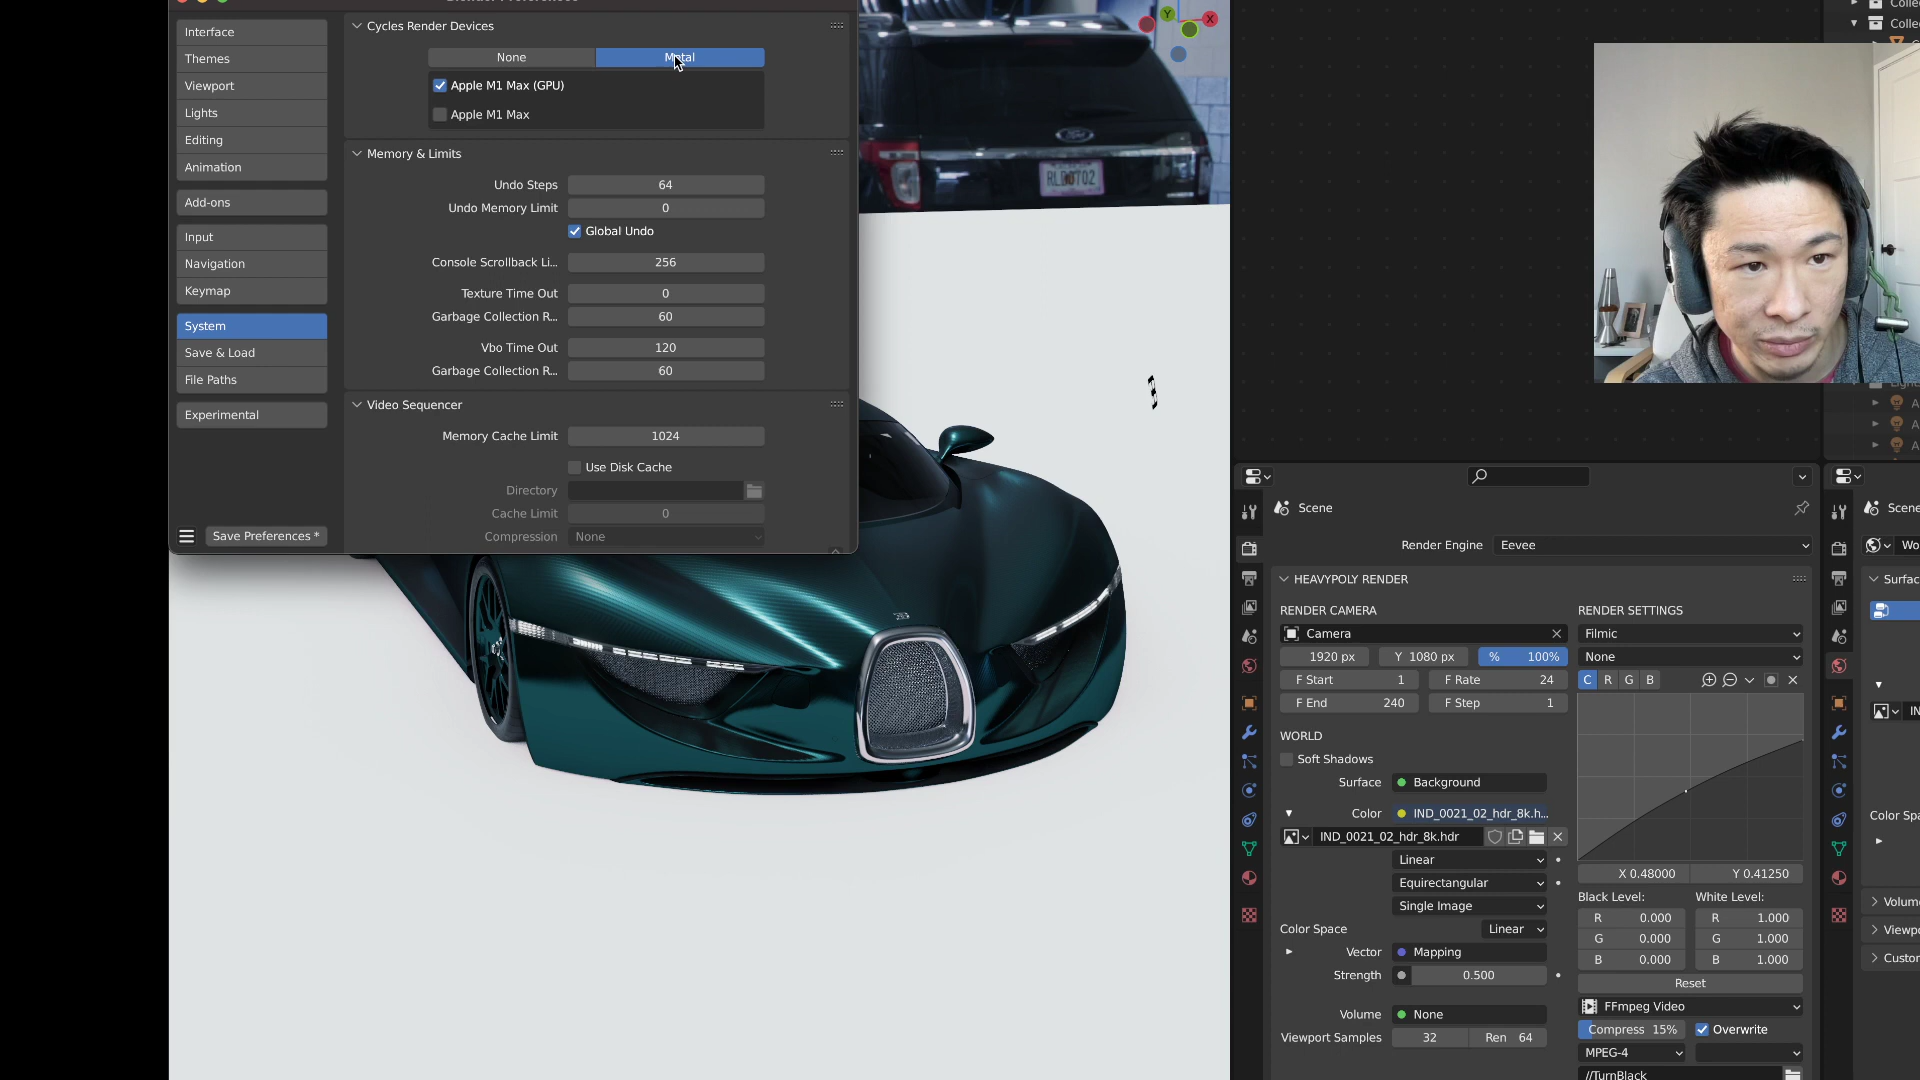 Cycles Render Devices
None
Metal
Apple M1 Max (GPU)
Apple M1 Max
Memory & Limits
Undo Steps 64
Undo Memory Limit 0
Global Undo
Console Scrollback Li... 256
Texture Time Out 0
Garbage Collection R... 60
Vbo Time Out 120
Garbage Collection R... 60
Video Sequencer
Memory Cache Limit 1024
Use Disk Cache
Directory
Cache Limit 0
Compression None
Interface
Themes
Viewport
Lights
Editing
Animation
Add-ons
Input
Navigation
Keymap
System
Save & Load
File Paths
Experimental
Save Preferences *
Y
X
Ford
Scene
Render Engine Eevee
HEAVYPOLY RENDER
RENDER CAMERA
Camera
1920 px Y 1080 px % 100%
F Start 1 F Rate 24
F End 240 F Step 1
WORLD
Soft Shadows
Surface Background
Color IND_0021_02_hdr_8k.h...
IND_0021_02_hdr_8k.hdr
Linear
Equirectangular
Single Image
Color Space Linear
Vector Mapping
Strength 0.500
Volume None
Viewport Samples 32 Ren 64
RENDER SETTINGS
Filmic
None
C R G B
X 0.48000 Y 0.41250
Black Level: White Level:
R 0.000 R 1.000
G 0.000 G 1.000
B 0.000 B 1.000
Reset
FFmpeg Video
Compress 15% Overwrite
MPEG-4
//TurnBlack
Colle
Scene
Wo
Surfac
IN
Color Spa
Volum
Viewp
Custo